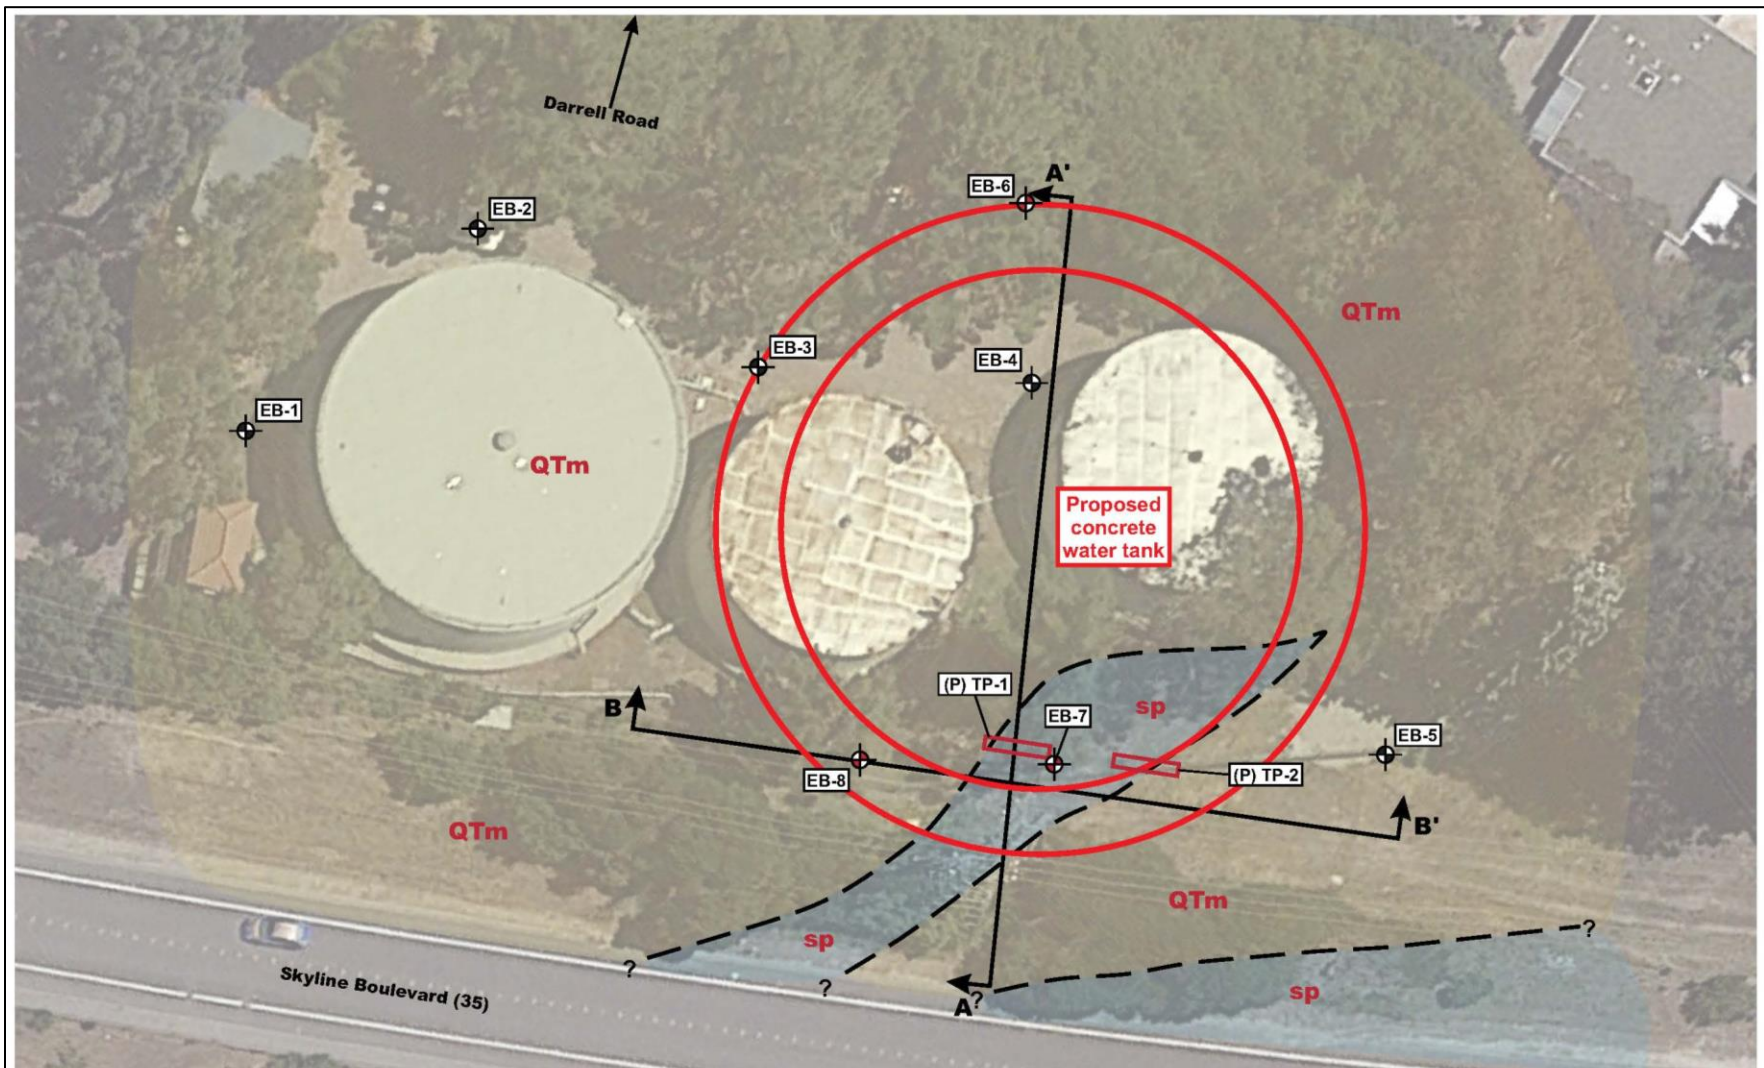 Darrell Road
A'
EB-6
EB-2
QTm
EB-3
EB-4
EB-1
QTm
Proposed
concrete
water tank
(P) TP-1
sp
B
EB-7
EB-5
EB-8
(P) TP-2
B'
QTm
QTm
sp
?
?
?
sp
?
Skyline Boulevard (35)
A